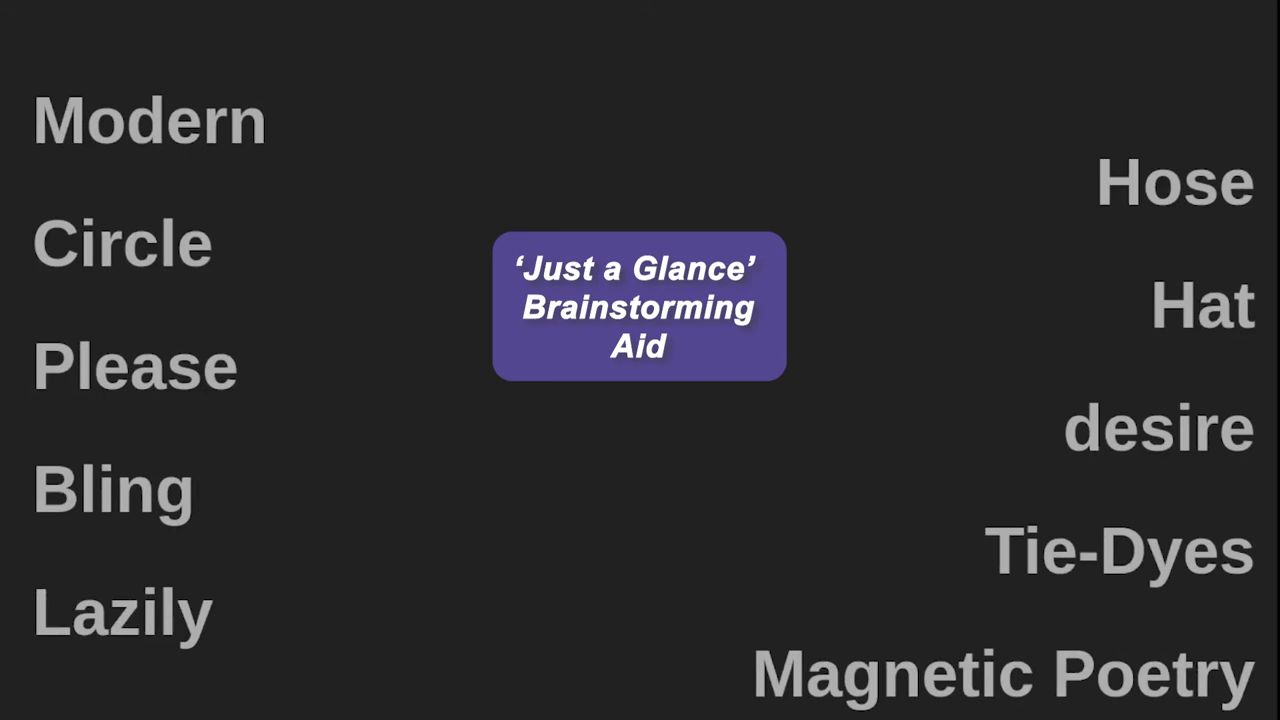 Modern
Circle
Please
Bling
Lazily
‘Just a Glance’
Brainstorming
Aid
Hose
Hat
desire
Tie-Dyes
Magnetic Poetry